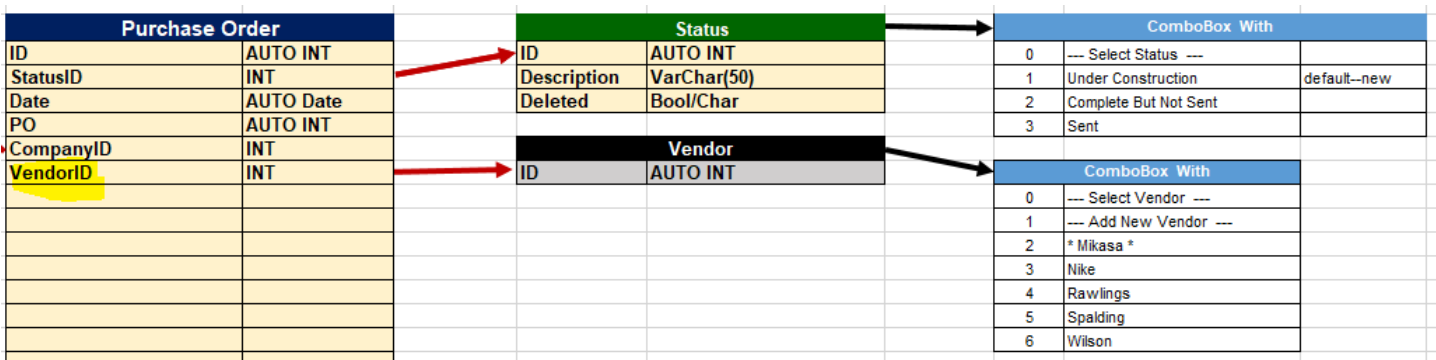 Purchase Order
ID AUTO INT
StatusID INT
Date AUTO Date
PO AUTO INT
CompanyID INT
VendorID INT
Status
ID AUTO INT
Description VarChar(50)
Deleted Bool/Char
Vendor
ID AUTO INT
ComboBox With
0 --- Select Status ---
1 Under Construction default--new
2 Complete But Not Sent
3 Sent
ComboBox With
0 --- Select Vendor ---
1 --- Add New Vendor ---
2 * Mikasa *
3 Nike
4 Rawlings
5 Spalding
6 Wilson